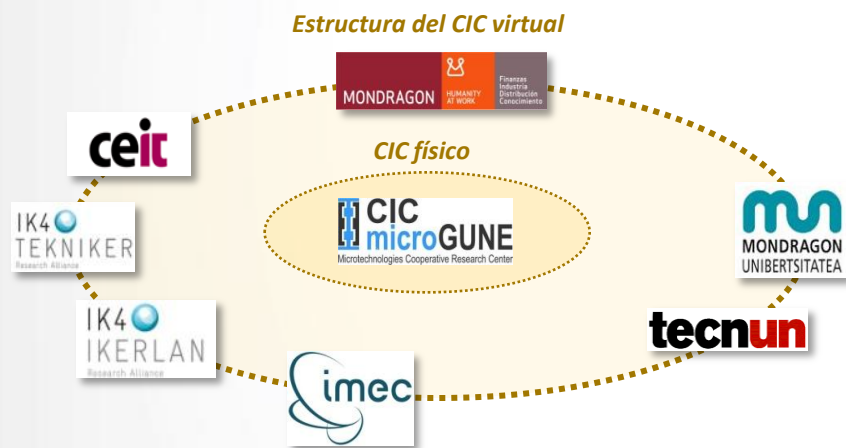 Estructura del CIC virtual
MONDRAGON
HUMANITY
AT WORK
Finanzas
Industria
Distribución
Conocimiento
ceit
CIC físico
IK4
TEKNIKER
Research Alliance
CIC
microGUNE
Microtechnologies Cooperative Research Center
MONDRAGON
UNIBERTSITATEA
IK4
IKERLAN
Research Alliance
tecnun
imec